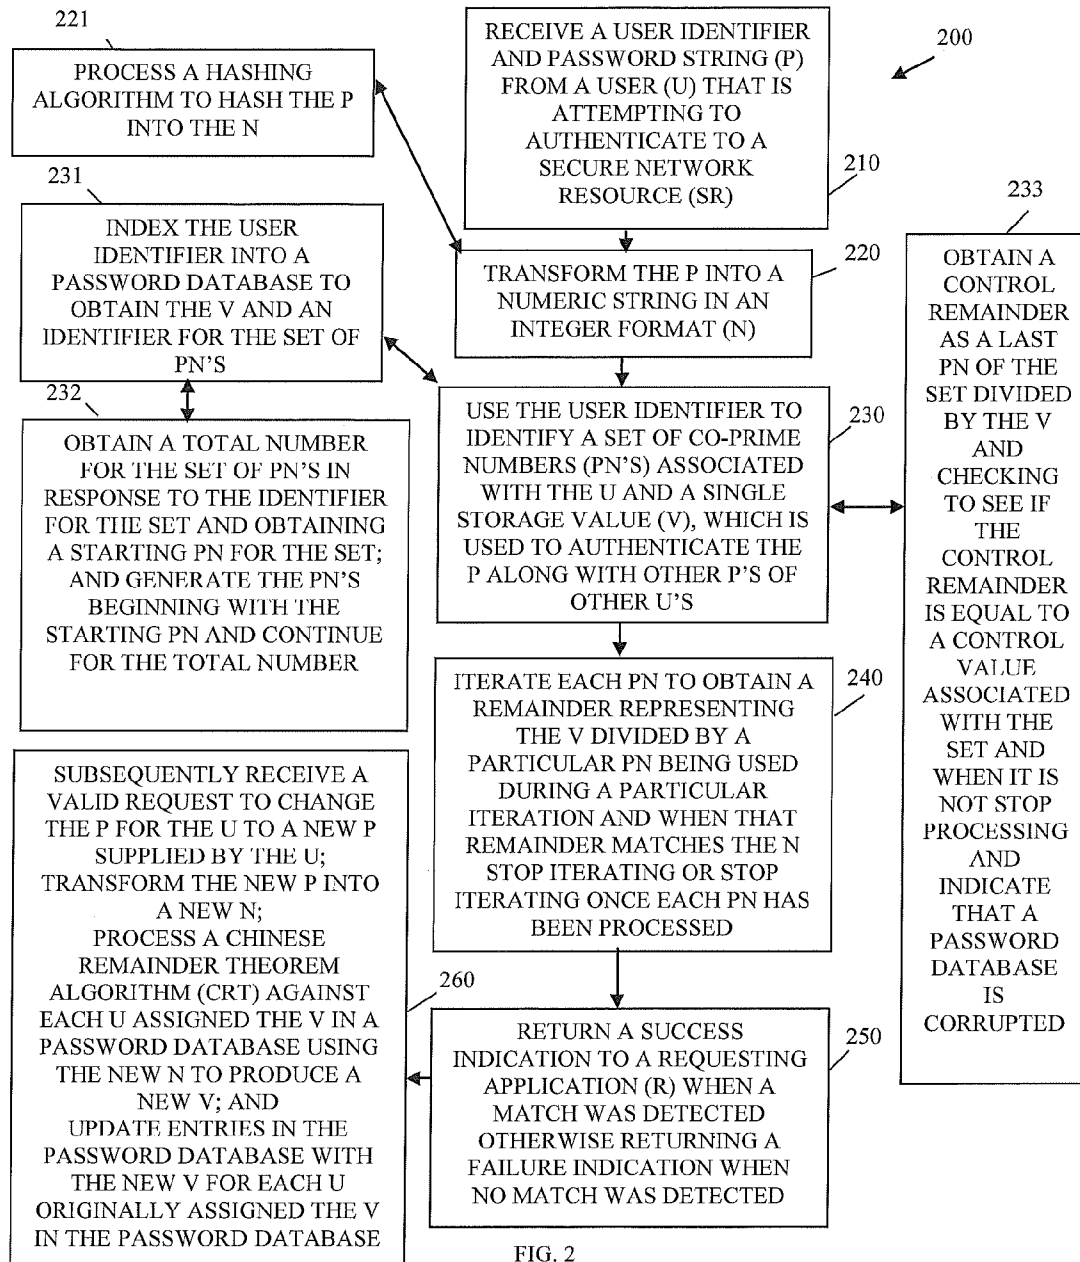 200
RECEIVE A USER IDENTIFIER
AND PASSWORD STRING (P)
FROM A USER (U) THAT IS
ATTEMPTING TO
AUTHENTICATE TO A
SECURE NETWORK
RESOURCE (SR)
210
221
PROCESS A HASHING
ALGORITHM TO HASH THE P
INTO THE N
TRANSFORM THE P INTO A
NUMERIC STRING IN AN
INTEGER FORMAT (N)
220
231
INDEX THE USER
IDENTIFIER INTO A
PASSWORD DATABASE TO
OBTAIN THE V AND AN
IDENTIFIER FOR THE SET OF
PN'S
232
OBTAIN A TOTAL NUMBER
FOR THE SET OF PN'S IN
RESPONSE TO THE IDENTIFIER
FOR THE SET AND OBTAINING
A STARTING PN FOR THE SET;
AND GENERATE THE PN'S
BEGINNING WITH THE
STARTING PN AND CONTINUE
FOR THE TOTAL NUMBER
USE THE USER IDENTIFIER TO
IDENTIFY A SET OF CO-PRIME
NUMBERS (PN'S) ASSOCIATED
WITH THE U AND A SINGLE
STORAGE VALUE (V), WHICH IS
USED TO AUTHENTICATE THE
P ALONG WITH OTHER P'S OF
OTHER U'S
230
233
OBTAIN A
CONTROL
REMAINDER
AS A LAST
PN OF THE
SET DIVIDED
BY THE V
AND
CHECKING
TO SEE IF
THE
CONTROL
REMAINDER
IS EQUAL TO
A CONTROL
VALUE
ASSOCIATED
WITH THE
SET AND
WHEN IT IS
NOT STOP
PROCESSING
AND
INDICATE
THAT A
PASSWORD
DATABASE
IS
CORRUPTED
ITERATE EACH PN TO OBTAIN A
REMAINDER REPRESENTING
THE V DIVIDED BY A
PARTICULAR PN BEING USED
DURING A PARTICULAR
ITERATION AND WHEN THAT
REMAINDER MATCHES THE N
STOP ITERATING OR STOP
ITERATING ONCE EACH PN HAS
BEEN PROCESSED
240
RETURN A SUCCESS
INDICATION TO A REQUESTING
APPLICATION (R) WHEN A
MATCH WAS DETECTED
OTHERWISE RETURNING A
FAILURE INDICATION WHEN
NO MATCH WAS DETECTED
250
SUBSEQUENTLY RECEIVE A
VALID REQUEST TO CHANGE
THE P FOR THE U TO A NEW P
SUPPLIED BY THE U;
TRANSFORM THE NEW P INTO
A NEW N;
PROCESS A CHINESE
REMAINDER THEOREM
ALGORITHM (CRT) AGAINST
EACH U ASSIGNED THE V IN A
PASSWORD DATABASE USING
THE NEW N TO PRODUCE A
NEW V; AND
UPDATE ENTRIES IN THE
PASSWORD DATABASE WITH
THE NEW V FOR EACH U
ORIGINALLY ASSIGNED THE V
IN THE PASSWORD DATABASE
260
FIG. 2